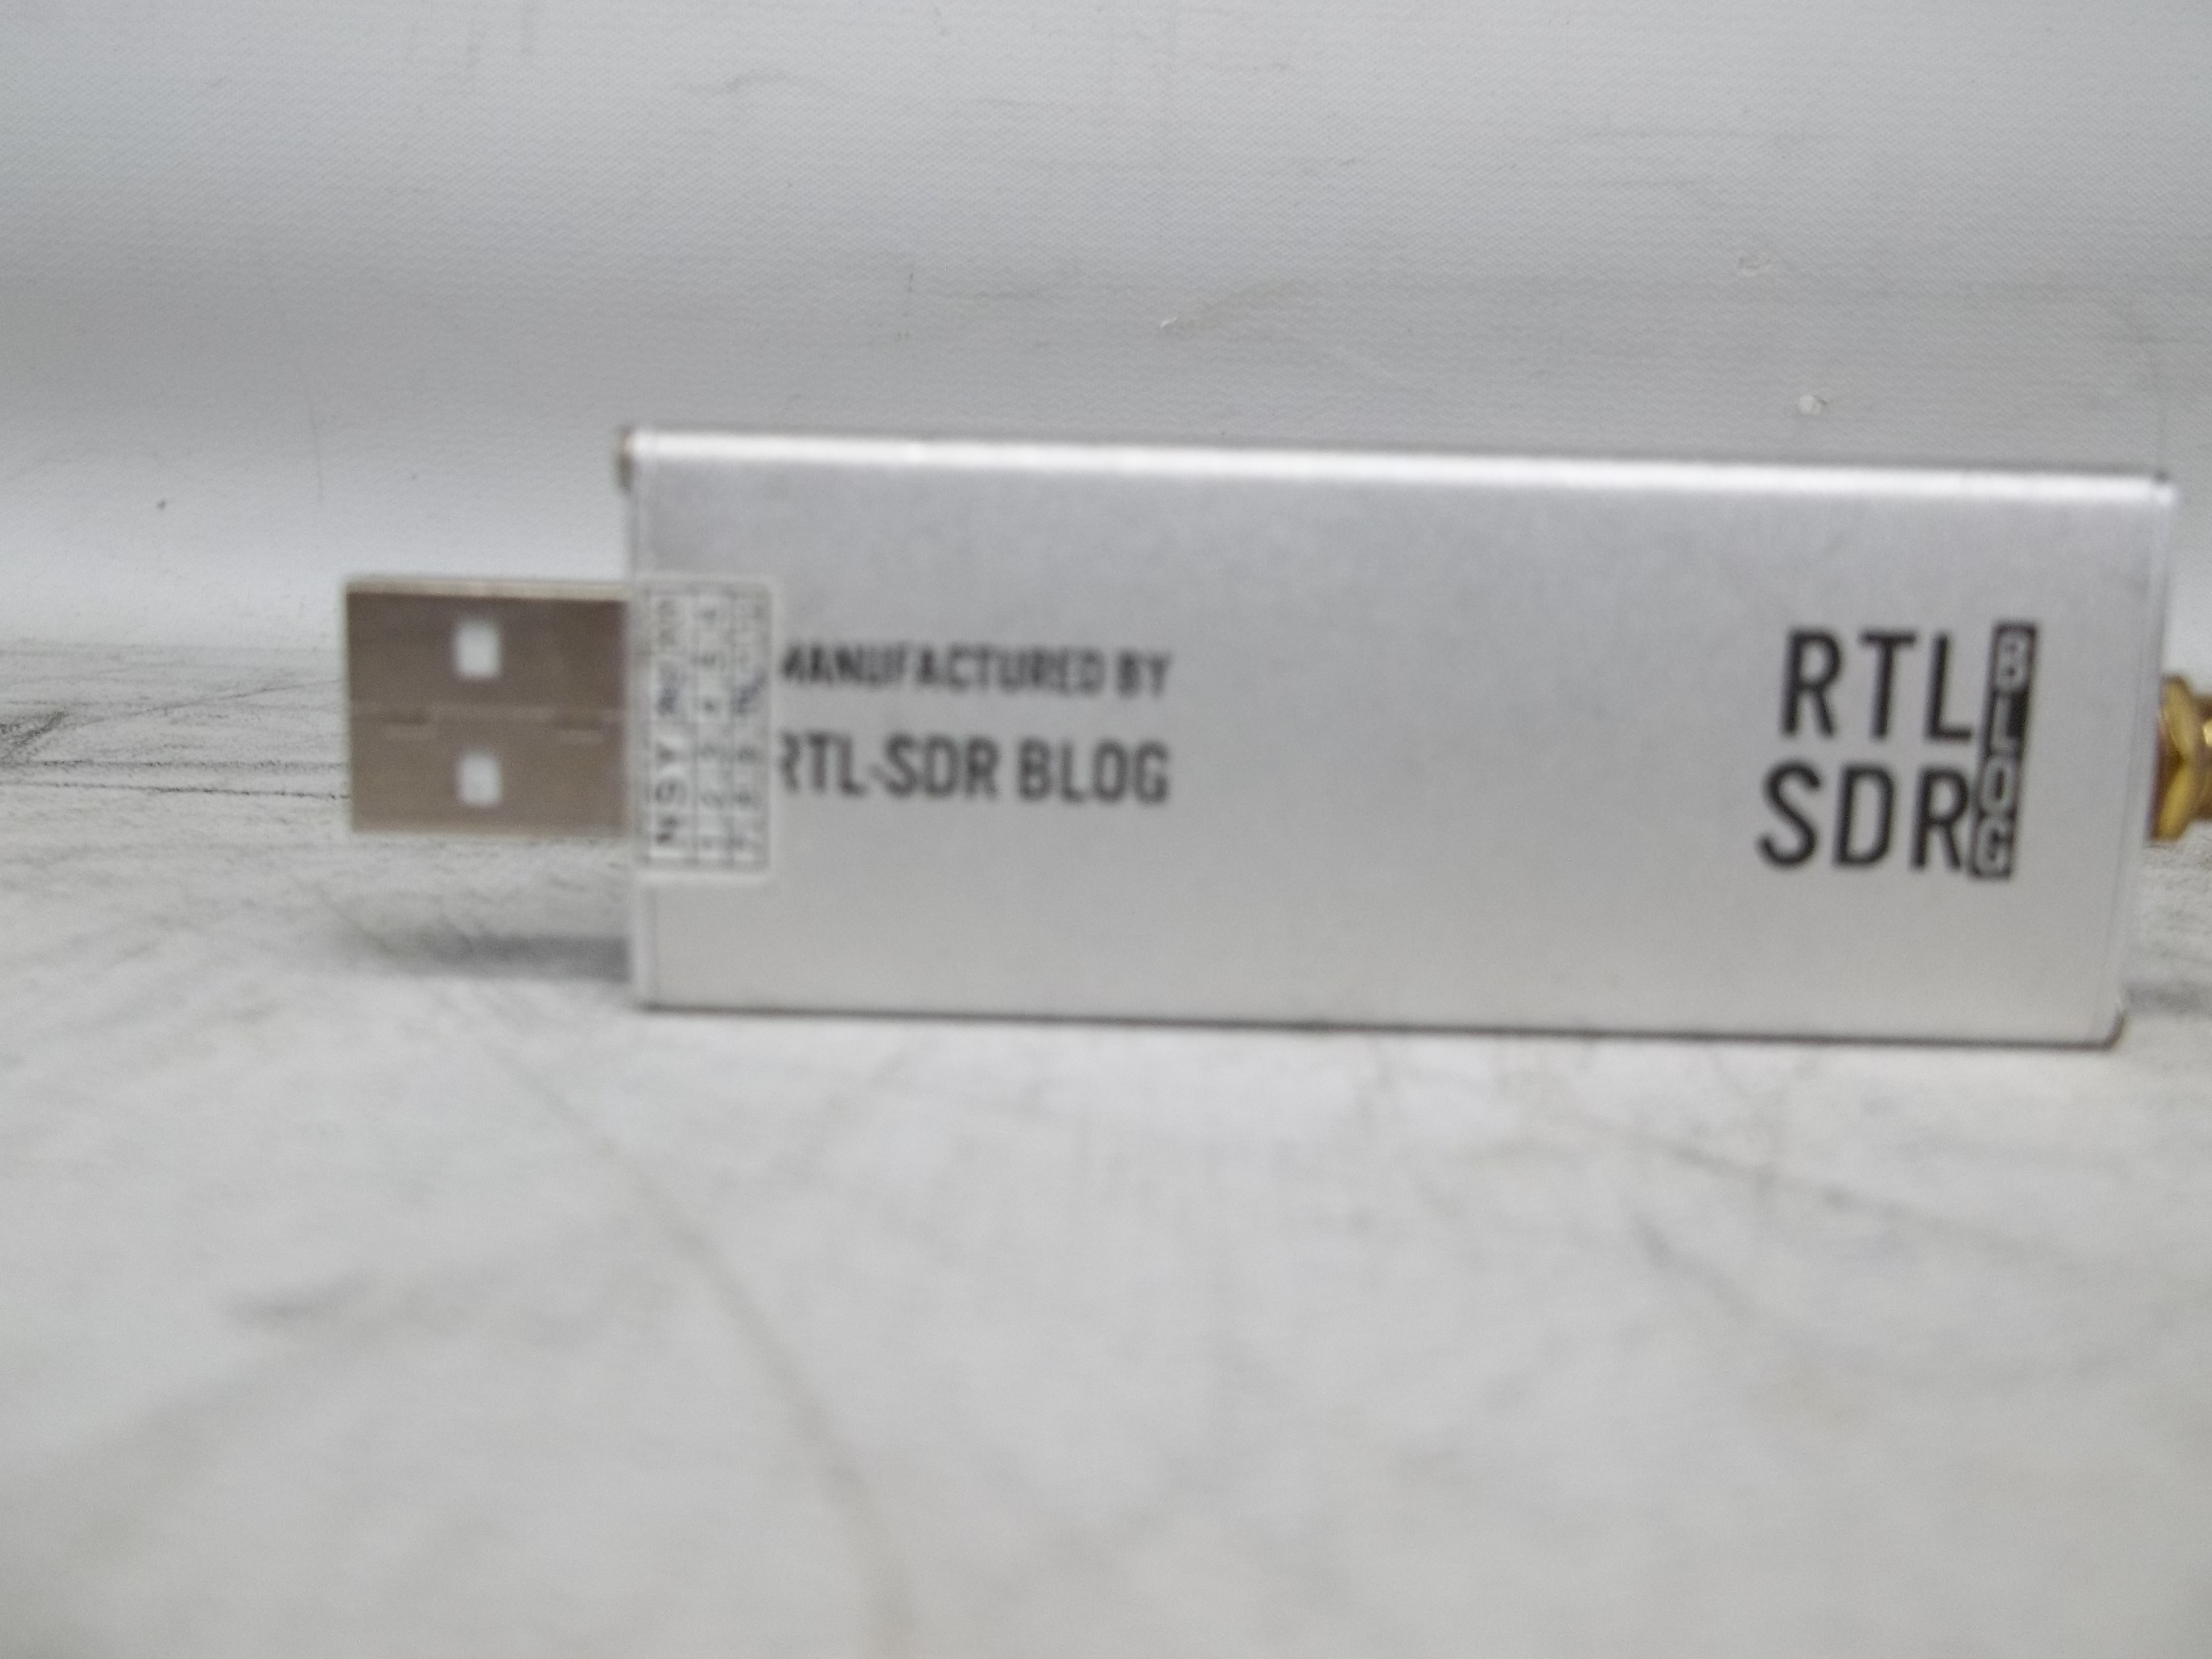 MANUFACTURED BY
RTL-SDR BLOG
RTL
SDR
BLOG